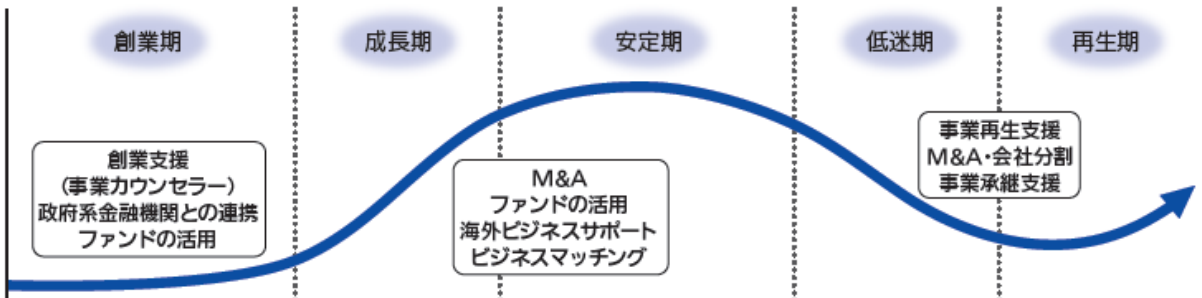 創業期
成長期
安定期
低迷期
再生期
創業支援
(事業カウンセラー)
政府系金融機関との連携
ファンドの活用
M&A
ファンドの活用
海外ビジネスサポート
ビジネスマッチング
事業再生支援
M&A・会社分割
事業承継支援